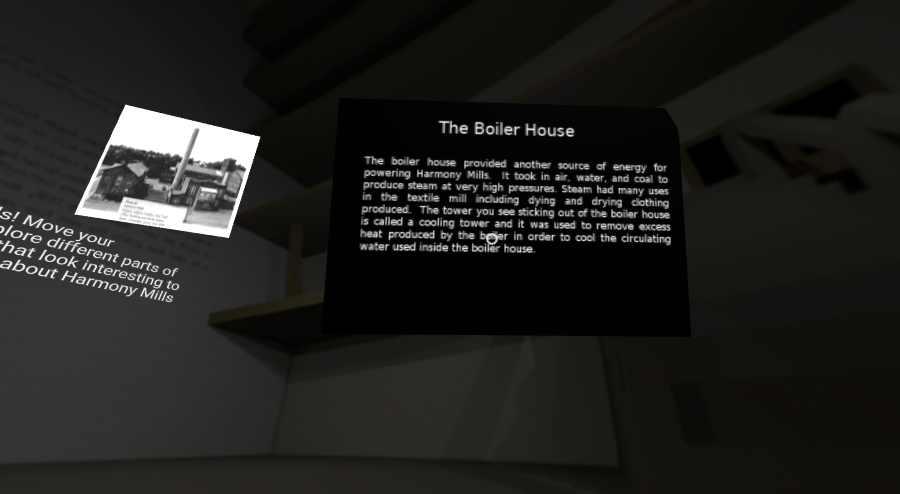 The Boiler House
The boiler house provided another source of energy for
powering Harmony Mills. It took in air, water, and coal to
produce steam at very high pressures. Steam had many uses
in the textile mill including dying and drying clothing
produced. The tower you see sticking out of the boiler house
is called a cooling tower and it was used to remove excess
heat produced by the boiler in order to cool the circulating
water used inside the boiler house.
ls! Move your
plore different parts of
that look interesting to
about Harmony Mills